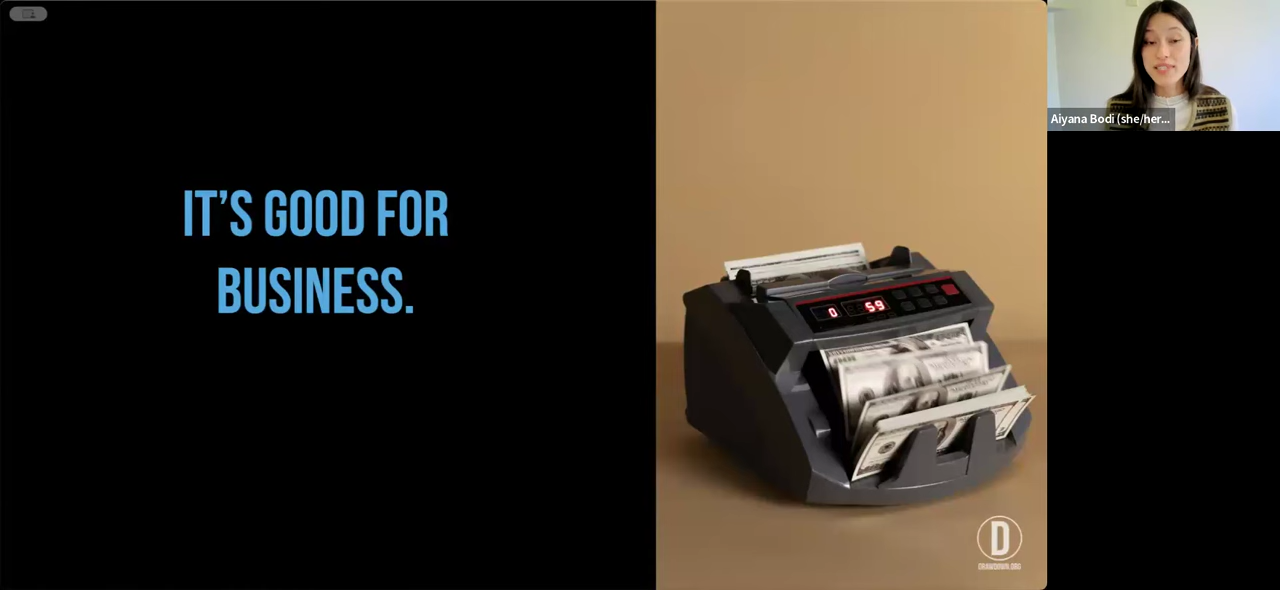 IT'S GOOD FOR
BUSINESS.
0 59
D
DRAWDOWN.ORG
Aiyana Bodi (she/her...